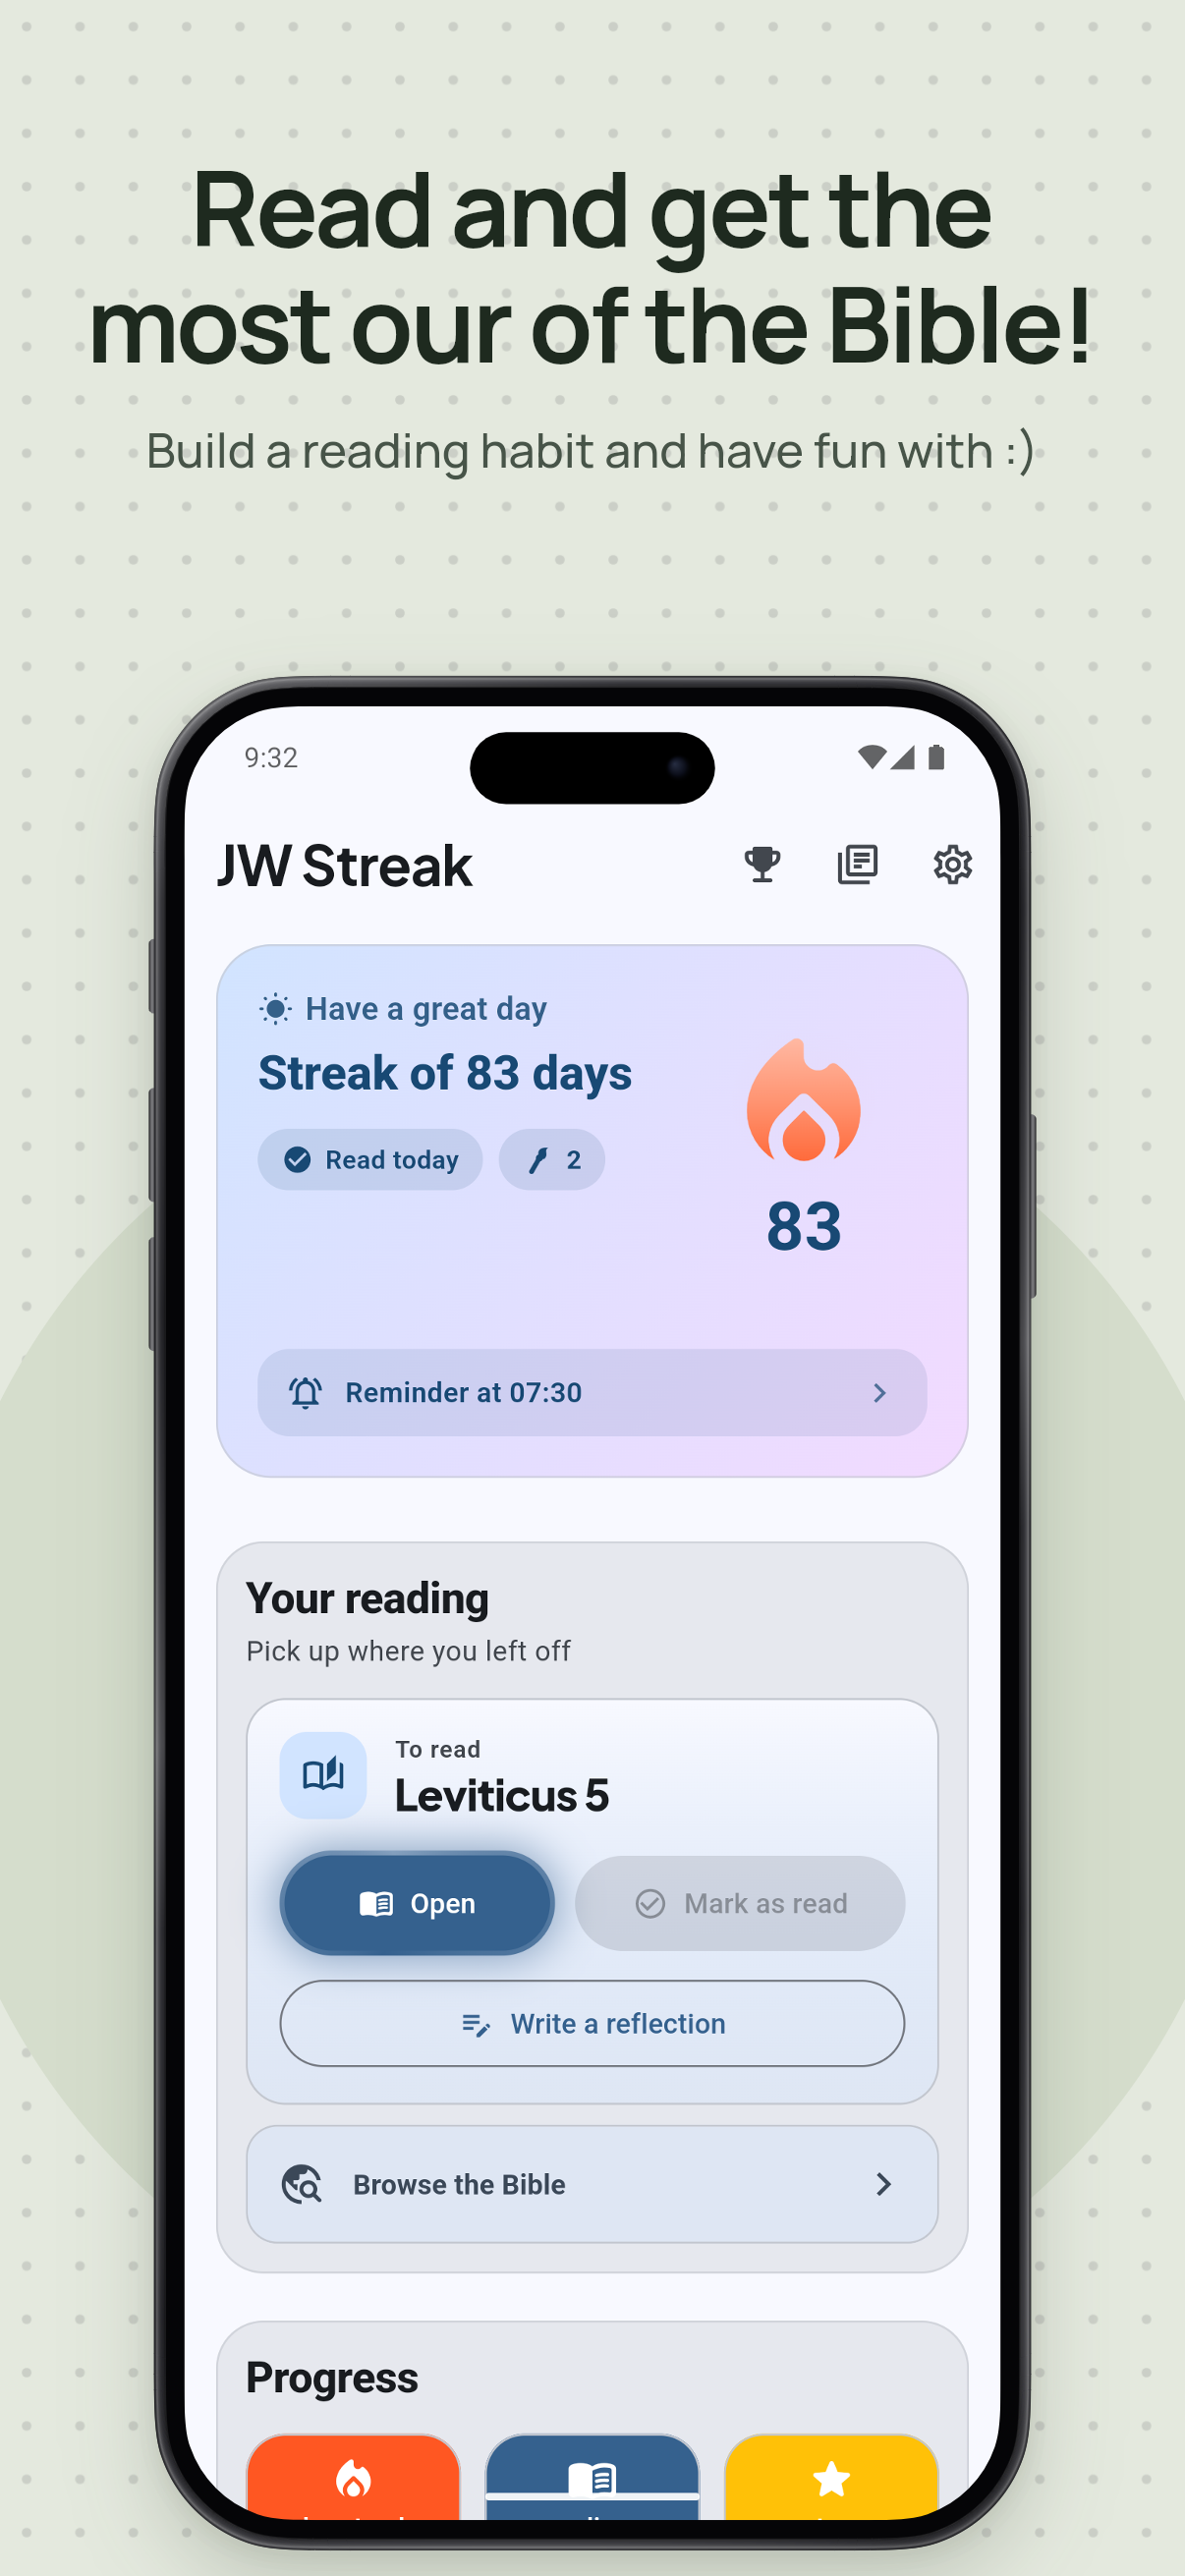 Read and get the
most our of the Bible!
Build a reading habit and have fun with :)
9:32
JW Streak
Have a great day
Streak of 83 days
Read today
2
83
Reminder at 07:30
Your reading
Pick up where you left off
To read
Leviticus 5
Open
Mark as read
Write a reflection
Browse the Bible
Progress